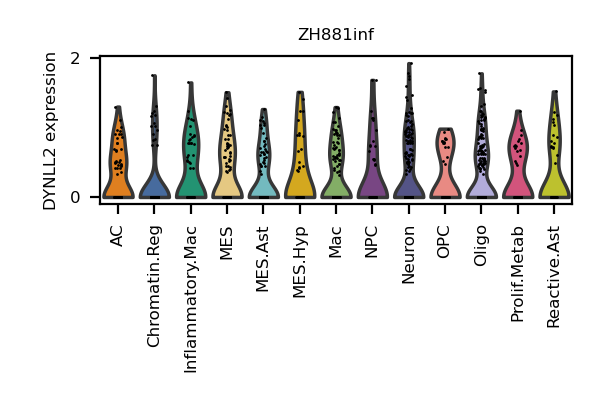 ZH881inf
DYNLL2 expression
2
0
AC
Chromatin.Reg
Inflammatory.Mac
MES
MES.Ast
MES.Hyp
Mac
NPC
Neuron
OPC
Oligo
Prolif.Metab
Reactive.Ast